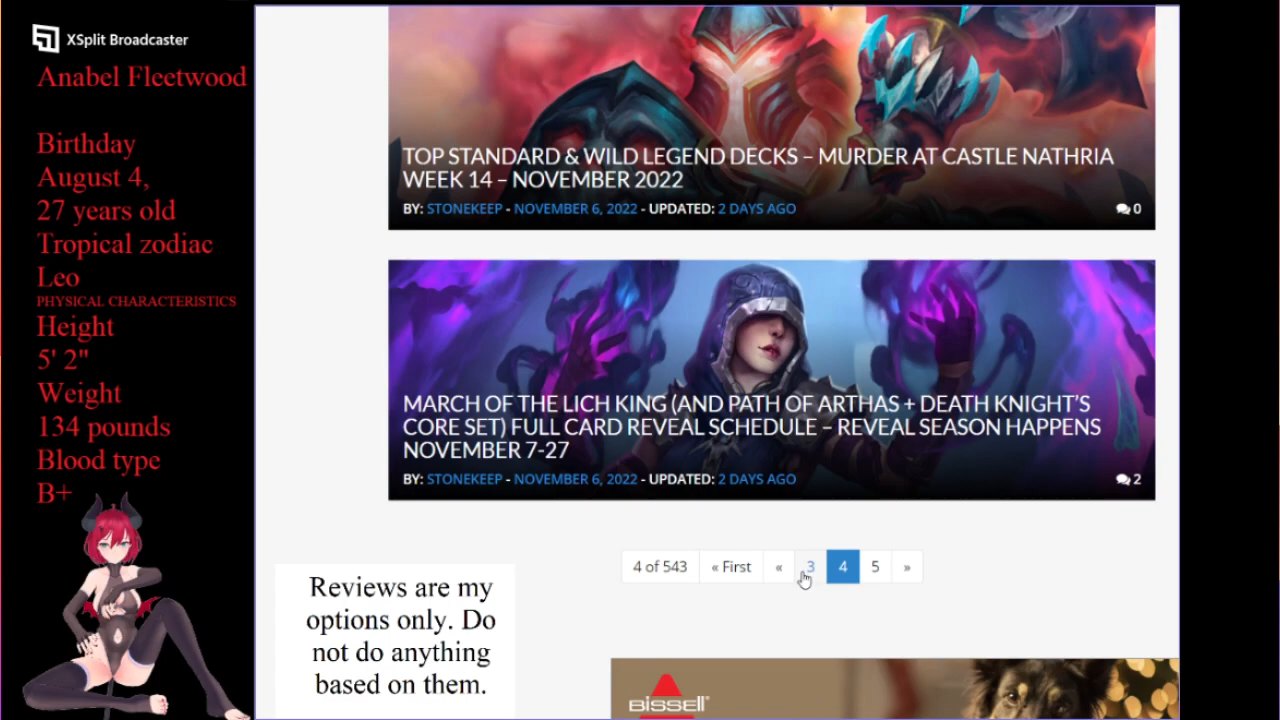 XSplit Broadcaster
Anabel Fleetwood
Birthday
August 4,
27 years old
Tropical zodiac
Leo
PHYSICAL CHARACTERISTICS
Height
5' 2"
Weight
134 pounds
Blood type
B+
TOP STANDARD & WILD LEGEND DECKS – MURDER AT CASTLE NATHRIA
WEEK 14 – NOVEMBER 2022
BY: STONEKEEP - NOVEMBER 6, 2022 - UPDATED: 2 DAYS AGO
0
MARCH OF THE LICH KING (AND PATH OF ARTHAS + DEATH KNIGHT'S
CORE SET) FULL CARD REVEAL SCHEDULE – REVEAL SEASON HAPPENS
NOVEMBER 7-27
BY: STONEKEEP - NOVEMBER 6, 2022 - UPDATED: 2 DAYS AGO
2
4 of 543 « First « 3 4 5 »
Reviews are my
options only. Do
not do anything
based on them.
BISSELL